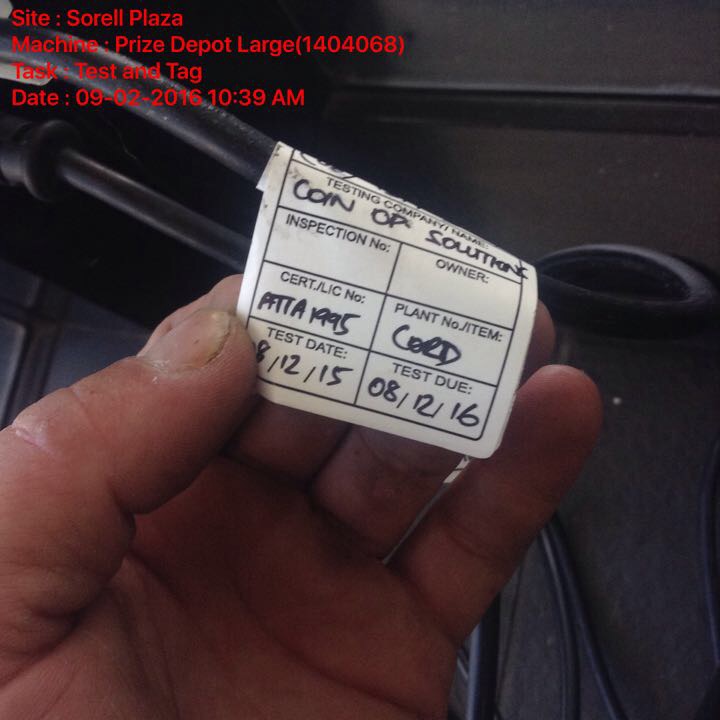 Site : Sorell Plaza
Machine : Prize Depot Large(1404068)
Task : Test and Tag
Date : 09-02-2016 10:39 AM
TESTING COMPANY/NAME:
COIN OP SOLUTIONS
INSPECTION No:
OWNER:
CERT./LIC No:
ATTA1995
PLANT No./ITEM:
CORD
TEST DATE:
8/12/15
TEST DUE:
08/12/16